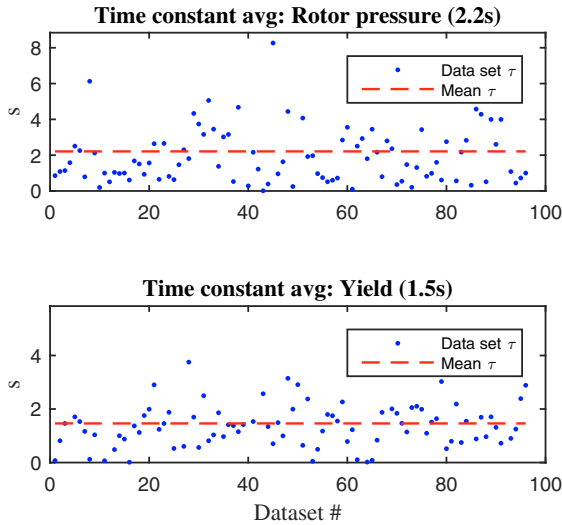 Time constant avg: Rotor pressure (2.2s)
8
6
4
2
0
s
Data set τ
Mean τ
0 20 40 60 80 100
Time constant avg: Yield (1.5s)
4
2
0
s
Data set τ
Mean τ
0 20 40 60 80 100
Dataset #